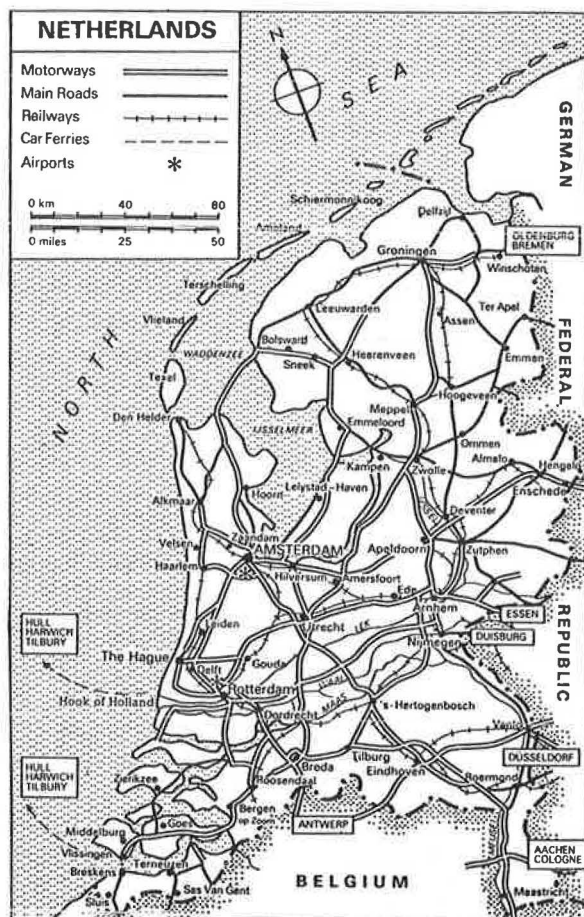 NETHERLANDS
Motorways
Main Roads
Railways
Car Ferries
Airports *
0 km 40 80
0 miles 25 50
N
NORTH
SEA
GERMAN
FEDERAL
REPUBLIC
Schiermonnikoog
Ameland
Terschelling
Vlieland
Texel
WADDENZEE
Delfzijl
Groningen
OLDENBURG
BREMEN
Winschoten
Leeuwarden
Assen
Ter Apel
Bolsward
Sneek
Heerenveen
Emmen
Den Helder
Meppel
Hoogeveen
IJSSELMEER
Emmeloord
Ommen
Kampen
Zwolle
Almelo
Hengelo
Enschede
Lelystad-Haven
Alkmaar
Hoorn
IJSSEL
Deventer
Velsen
Zaandam
AMSTERDAM
Apeldoorn
Zutphen
Haarlem
Hilversum
Amersfoort
Ede
Arnhem
ESSEN
HULL
HARWICH
TILBURY
Leiden
Utrecht
LEK
Nijmegen
DUISBURG
The Hague
Delft
Gouda
Hook of Holland
Rotterdam
WAAL
MAAS
Dordrecht
's-Hertogenbosch
Venlo
HULL
HARWICH
TILBURY
Zierikzee
Breda
Tilburg
Eindhoven
DÜSSELDORF
Roosendaal
Roermond
Goes
Bergen
op Zoom
ANTWERP
Middelburg
Vlissingen
Breskens
Terneuzen
Sluis
Sas Van Gent
BELGIUM
AACHEN
COLOGNE
Maastricht